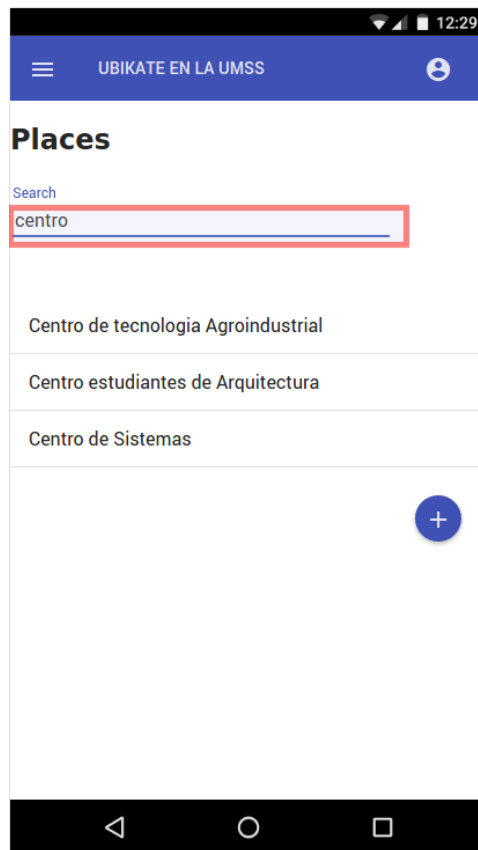 12:29
UBIKATE EN LA UMSS
Places
Search
centro
Centro de tecnologia Agroindustrial
Centro estudiantes de Arquitectura
Centro de Sistemas
+